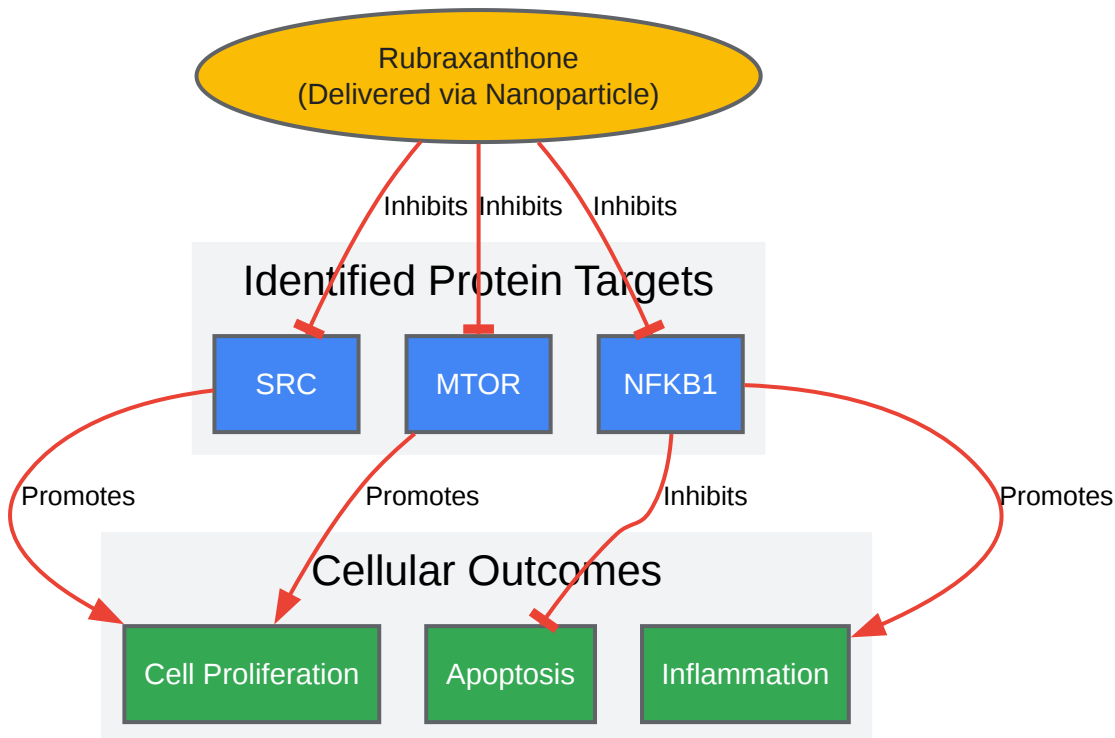 Rubraxanthone
(Delivered via Nanoparticle)
Inhibits
Inhibits
Inhibits
Identified Protein Targets
SRC
MTOR
NFKB1
Promotes
Promotes
Inhibits
Promotes
Cellular Outcomes
Cell Proliferation
Apoptosis
Inflammation